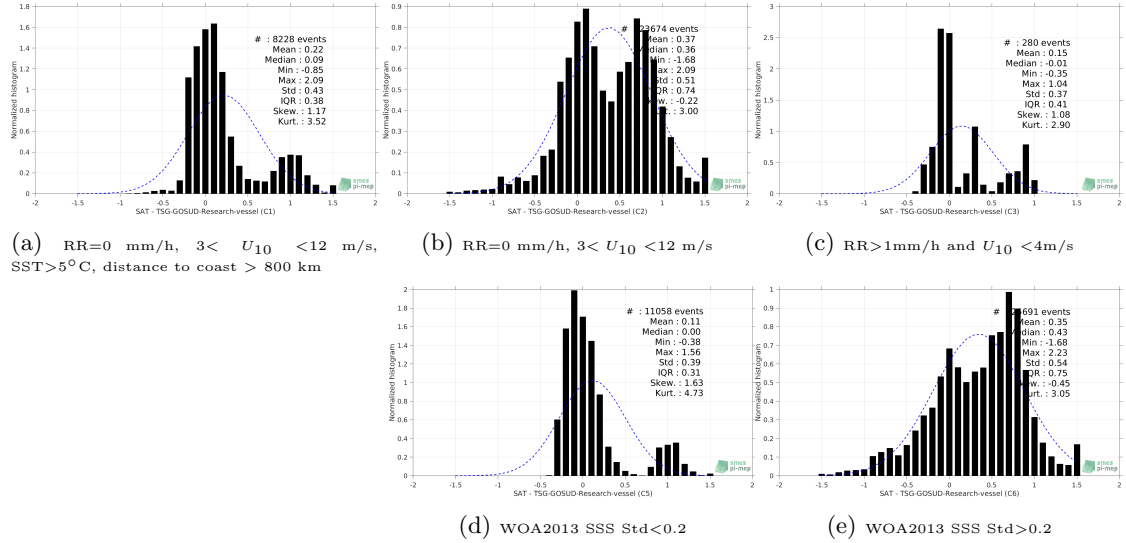 Normalized histogram
1.8
1.6
1.4
1.2
1
0.8
0.6
0.4
0.2
0
-2 -1.5 -1 -0.5 0 0.5 1 1.5 2
SAT - TSG-GOSUD-Research-vessel (C1)
# : 8228 events
Mean : 0.22
Median : 0.09
Min : -0.85
Max : 2.09
Std : 0.43
IQR : 0.38
Skew. : 1.17
Kurt. : 3.52
smos
pi-mep
(a) RR=0 mm/h, 3< U10 <12 m/s,
SST>5°C, distance to coast > 800 km
Normalized histogram
0.9
0.8
0.7
0.6
0.5
0.4
0.3
0.2
0.1
0
-2 -1.5 -1 -0.5 0 0.5 1 1.5 2
SAT - TSG-GOSUD-Research-vessel (C2)
# : 23674 events
Mean : 0.37
Median : 0.36
Min : -1.68
Max : 2.09
Std : 0.51
IQR : 0.74
Skew. : -0.22
Kurt. : 3.00
smos
pi-mep
(b) RR=0 mm/h, 3< U10 <12 m/s
Normalized histogram
3
2.5
2
1.5
1
0.5
0
-2 -1.5 -1 -0.5 0 0.5 1 1.5 2
SAT - TSG-GOSUD-Research-vessel (C3)
# : 280 events
Mean : 0.15
Median : -0.01
Min : -0.35
Max : 1.04
Std : 0.37
IQR : 0.41
Skew. : 1.08
Kurt. : 2.90
smos
pi-mep
(c) RR>1mm/h and U10 <4m/s
Normalized histogram
2
1.8
1.6
1.4
1.2
1
0.8
0.6
0.4
0.2
0
-2 -1.5 -1 -0.5 0 0.5 1 1.5 2
SAT - TSG-GOSUD-Research-vessel (C5)
# : 11058 events
Mean : 0.11
Median : 0.00
Min : -0.38
Max : 1.56
Std : 0.39
IQR : 0.31
Skew. : 1.63
Kurt. : 4.73
smos
pi-mep
(d) WOA2013 SSS Std<0.2
Normalized histogram
1
0.9
0.8
0.7
0.6
0.5
0.4
0.3
0.2
0.1
0
-2 -1.5 -1 -0.5 0 0.5 1 1.5 2
SAT - TSG-GOSUD-Research-vessel (C6)
# : events
Mean : 0.35
Median : 0.43
Min : -1.68
Max : 2.23
Std : 0.54
IQR : 0.75
Skew. : -0.45
Kurt. : 3.05
smos
pi-mep
(e) WOA2013 SSS Std>0.2